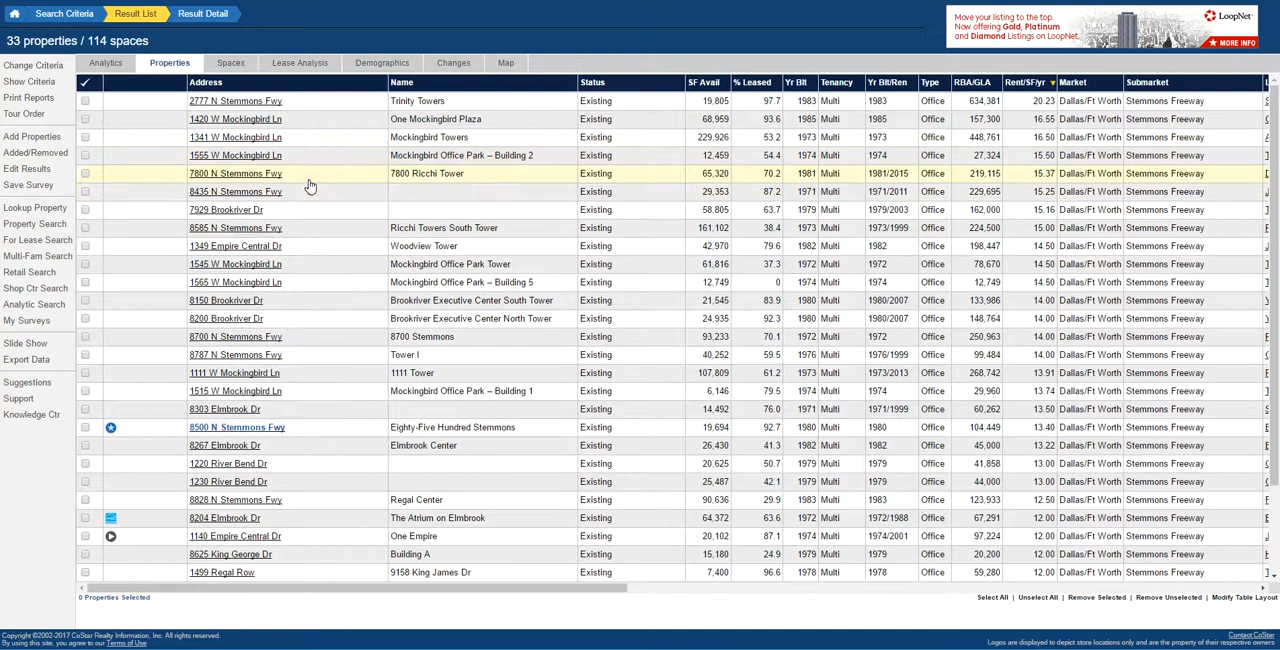 Search Criteria Result List Result Detail
Move your listing to the top.
Now offering Gold, Platinum
and Diamond Listings on LoopNet.
LoopNet
MORE INFO
33 properties / 114 spaces
Analytics Properties Spaces Lease Analysis Demographics Changes Map
Change Criteria
Show Criteria
Print Reports
Tour Order
Add Properties
Added/Removed
Edit Results
Save Survey
Lookup Property
Property Search
For Lease Search
Multi-Fam Search
Retail Search
Shop Ctr Search
Analytic Search
My Surveys
Slide Show
Export Data
Suggestions
Support
Knowledge Ctr
Address Name Status SF Avail % Leased Yr Blt Tenancy Yr Blt/Ren Type RBA/GLA Rent/SF/yr Market Submarket
2777 N Stemmons Fwy Trinity Towers Existing 19,805 97.7 1983 Multi 1983 Office 634,381 20.23 Dallas/Ft Worth Stemmons Freeway
1420 W Mockingbird Ln One Mockingbird Plaza Existing 68,959 93.6 1985 Multi 1985 Office 157,300 16.55 Dallas/Ft Worth Stemmons Freeway
1341 W Mockingbird Ln Mockingbird Towers Existing 229,926 53.2 1973 Multi 1973 Office 448,761 16.50 Dallas/Ft Worth Stemmons Freeway
1555 W Mockingbird Ln Mockingbird Office Park – Building 2 Existing 12,459 54.4 1974 Multi 1974 Office 27,324 15.50 Dallas/Ft Worth Stemmons Freeway
7800 N Stemmons Fwy 7800 Ricchi Tower Existing 65,320 70.2 1981 Multi 1981/2015 Office 219,115 15.37 Dallas/Ft Worth Stemmons Freeway
8435 N Stemmons Fwy Existing 29,353 87.2 1971 Multi 1971/2011 Office 229,695 15.25 Dallas/Ft Worth Stemmons Freeway
7929 Brookriver Dr Existing 58,805 63.7 1979 Multi 1979/2003 Office 162,000 15.16 Dallas/Ft Worth Stemmons Freeway
8585 N Stemmons Fwy Ricchi Towers South Tower Existing 161,102 38.4 1973 Multi 1973 Office 224,500 15.00 Dallas/Ft Worth Stemmons Freeway
1349 Empire Central Dr Woodview Tower Existing 42,970 79.6 1982 Multi 1982 Office 198,447 14.50 Dallas/Ft Worth Stemmons Freeway
1545 W Mockingbird Ln Mockingbird Office Park Tower Existing 61,816 37.3 1972 Multi 1972 Office 78,670 14.50 Dallas/Ft Worth Stemmons Freeway
1565 W Mockingbird Ln Mockingbird Office Park – Building 5 Existing 12,749 0 1974 Multi 1974 Office 12,749 14.50 Dallas/Ft Worth Stemmons Freeway
8150 Brookriver Dr Brookriver Executive Center South Tower Existing 21,545 83.9 1980 Multi 1980/2007 Office 133,986 14.00 Dallas/Ft Worth Stemmons Freeway
8200 Brookriver Dr Brookriver Executive Center North Tower Existing 24,935 92.3 1980 Multi 1980/2007 Office 148,764 14.00 Dallas/Ft Worth Stemmons Freeway
8700 N Stemmons Fwy 8700 Stemmons Existing 93,233 70.1 1972 Multi 1972 Office 250,963 14.00 Dallas/Ft Worth Stemmons Freeway
8787 N Stemmons Fwy Tower I Existing 40,252 59.5 1976 Multi 1976/1999 Office 99,484 14.00 Dallas/Ft Worth Stemmons Freeway
1111 W Mockingbird Ln 1111 Tower Existing 107,809 61.2 1973 Multi 1973/2013 Office 268,742 13.91 Dallas/Ft Worth Stemmons Freeway
1515 W Mockingbird Ln Mockingbird Office Park – Building 1 Existing 6,146 79.5 1974 Multi 1974 Office 29,960 13.74 Dallas/Ft Worth Stemmons Freeway
8303 Elmbrook Dr Existing 14,492 76.0 1971 Multi 1971/1999 Office 60,262 13.50 Dallas/Ft Worth Stemmons Freeway
8500 N Stemmons Fwy Eighty-Five Hundred Stemmons Existing 19,694 92.7 1980 Multi 1980 Office 104,449 13.40 Dallas/Ft Worth Stemmons Freeway
8267 Elmbrook Dr Elmbrook Center Existing 26,430 41.3 1982 Multi 1982 Office 45,000 13.22 Dallas/Ft Worth Stemmons Freeway
1220 River Bend Dr Existing 20,625 50.7 1979 Multi 1979 Office 41,858 13.00 Dallas/Ft Worth Stemmons Freeway
1230 River Bend Dr Existing 25,487 42.1 1979 Multi 1979 Office 44,000 13.00 Dallas/Ft Worth Stemmons Freeway
8828 N Stemmons Fwy Regal Center Existing 90,636 29.9 1983 Multi 1983 Office 123,933 12.50 Dallas/Ft Worth Stemmons Freeway
8204 Elmbrook Dr The Atrium on Elmbrook Existing 64,372 63.6 1972 Multi 1972/1988 Office 67,291 12.00 Dallas/Ft Worth Stemmons Freeway
1140 Empire Central Dr One Empire Existing 20,102 87.1 1974 Multi 1974/2001 Office 97,224 12.00 Dallas/Ft Worth Stemmons Freeway
8625 King George Dr Building A Existing 15,180 24.9 1979 Multi 1979 Office 20,200 12.00 Dallas/Ft Worth Stemmons Freeway
1499 Regal Row 9158 King James Dr Existing 7,400 96.6 1978 Multi 1978 Office 59,280 12.00 Dallas/Ft Worth Stemmons Freeway
0 Properties Selected Select All | Unselect All | Remove Selected | Remove Unselected | Modify Table Layout
Copyright ©2002-2017 CoStar Realty Information, Inc. All rights reserved.
By using this site, you agree to our Terms of Use
Contact CoStar
Logos are displayed to depict store locations only and are the property of their respective owners